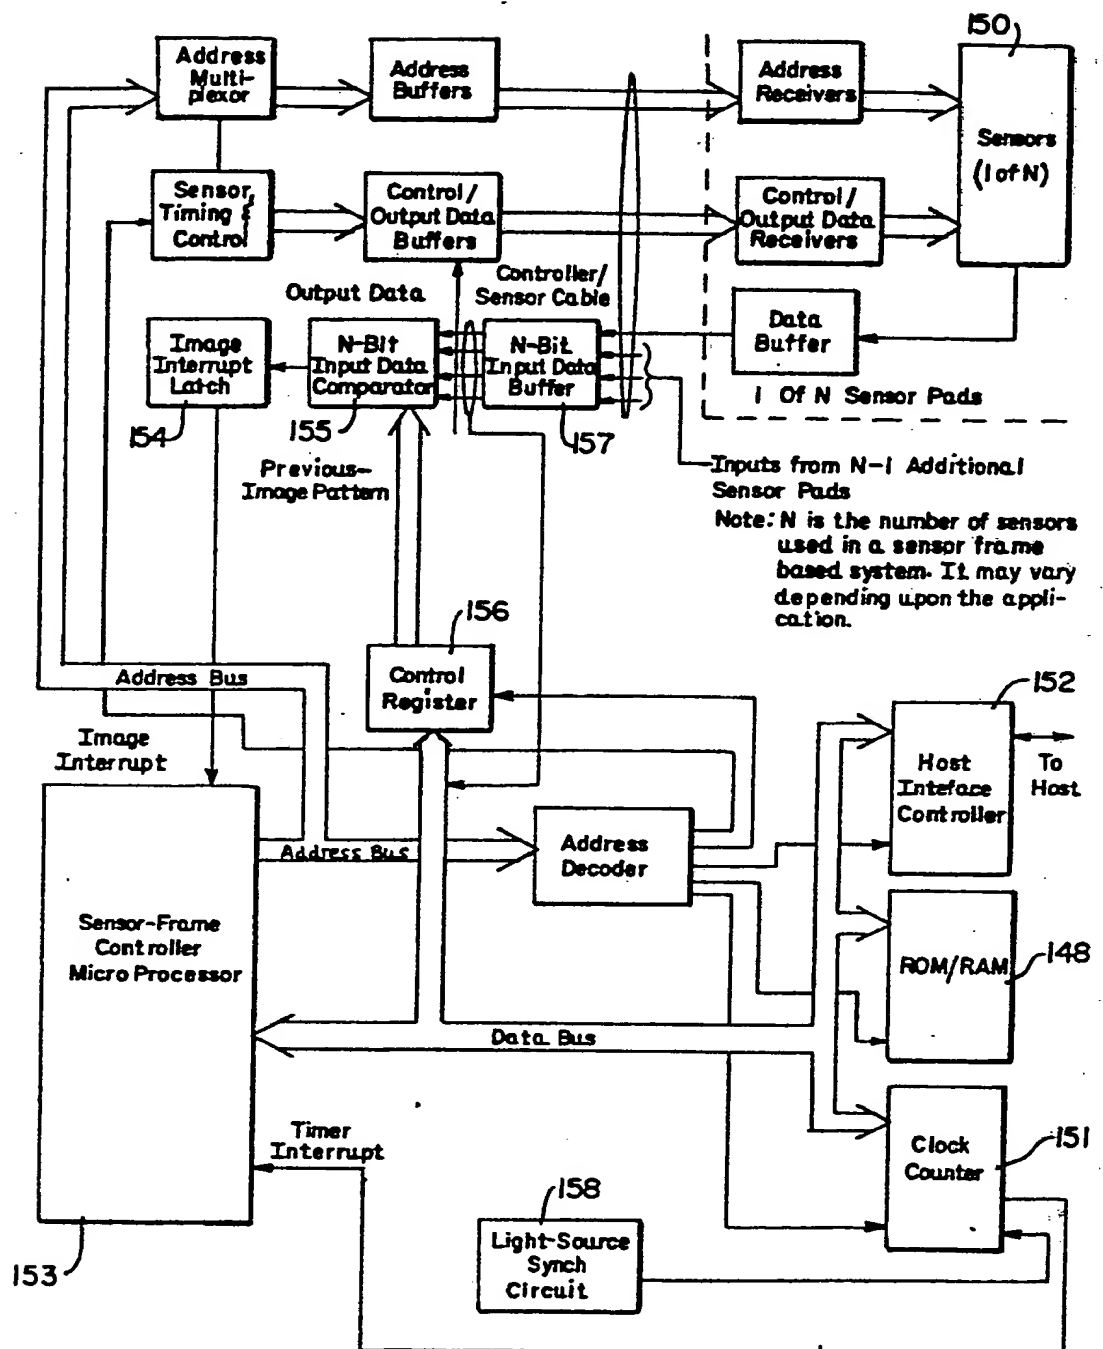 150
Address
Multi-
plexor
Address
Buffers
Address
Receivers
Sensors
(1 of N)
Sensor,
Timing &
Control
Control/
Output Data
Buffers
Control/
Output Data
Receivers
Output Data
Controller/
Sensor Cable
Image
Interrupt
Latch
N-Bit
Input Data
Comparator
N-Bit
Input Data
Buffer
Data
Buffer
1 Of N Sensor Pads
154
155
157
Previous-
Image Pattern
Inputs from N-1 Additional
Sensor Pads
Note: N is the number of sensors
used in a sensor frame
based system. It may vary
depending upon the appli-
cation.
156
Control
Register
Address Bus
152
Image
Interrupt
Host
Inteface
Controller
To
Host
Address Bus
Address
Decoder
Sensor-Frame
Controller
Micro Processor
ROM/RAM
148
Data Bus
Timer
Interrupt
Clock
Counter
151
158
Light-Source
Synch
Circuit
153